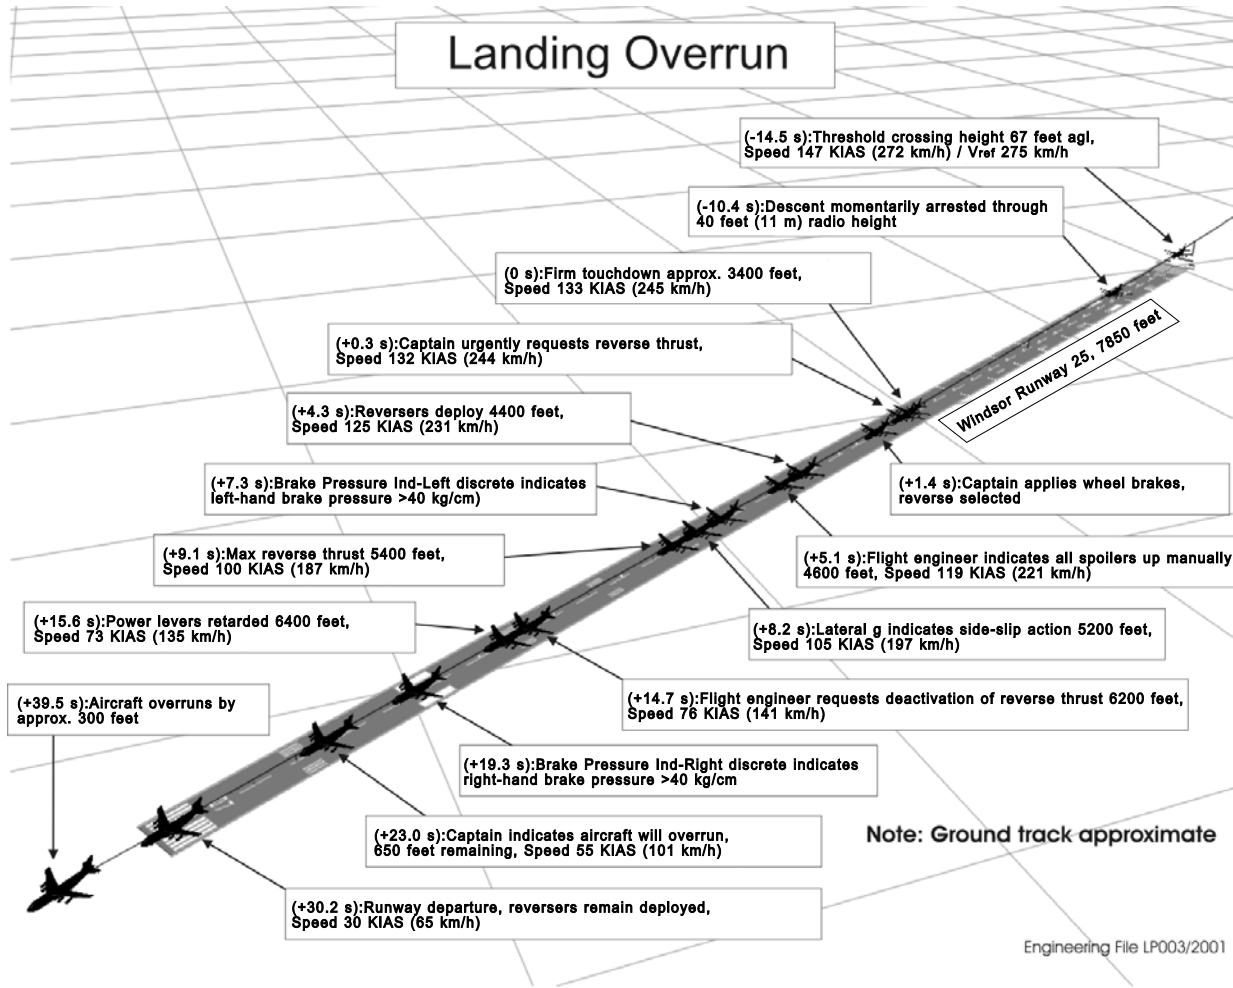 Landing Overrun
(-14.5 s):Threshold crossing height 67 feet agl,
Speed 147 KIAS (272 km/h) / Vref 275 km/h
(-10.4 s):Descent momentarily arrested through
40 feet (11 m) radio height
(0 s):Firm touchdown approx. 3400 feet,
Speed 133 KIAS (245 km/h)
Windsor Runway 25, 7850 feet
(+0.3 s):Captain urgently requests reverse thrust,
Speed 132 KIAS (244 km/h)
(+4.3 s):Reversers deploy 4400 feet,
Speed 125 KIAS (231 km/h)
(+7.3 s):Brake Pressure Ind-Left discrete indicates
left-hand brake pressure >40 kg/cm)
(+1.4 s):Captain applies wheel brakes,
reverse selected
(+9.1 s):Max reverse thrust 5400 feet,
Speed 100 KIAS (187 km/h)
(+5.1 s):Flight engineer indicates all spoilers up manually
4600 feet, Speed 119 KIAS (221 km/h)
(+15.6 s):Power levers retarded 6400 feet,
Speed 73 KIAS (135 km/h)
(+8.2 s):Lateral g indicates side-slip action 5200 feet,
Speed 105 KIAS (197 km/h)
(+39.5 s):Aircraft overruns by
approx. 300 feet
(+14.7 s):Flight engineer requests deactivation of reverse thrust 6200 feet,
Speed 76 KIAS (141 km/h)
(+19.3 s):Brake Pressure Ind-Right discrete indicates
right-hand brake pressure >40 kg/cm
(+23.0 s):Captain indicates aircraft will overrun,
650 feet remaining, Speed 55 KIAS (101 km/h)
Note: Ground track approximate
(+30.2 s):Runway departure, reversers remain deployed,
Speed 30 KIAS (65 km/h)
Engineering File LP003/2001